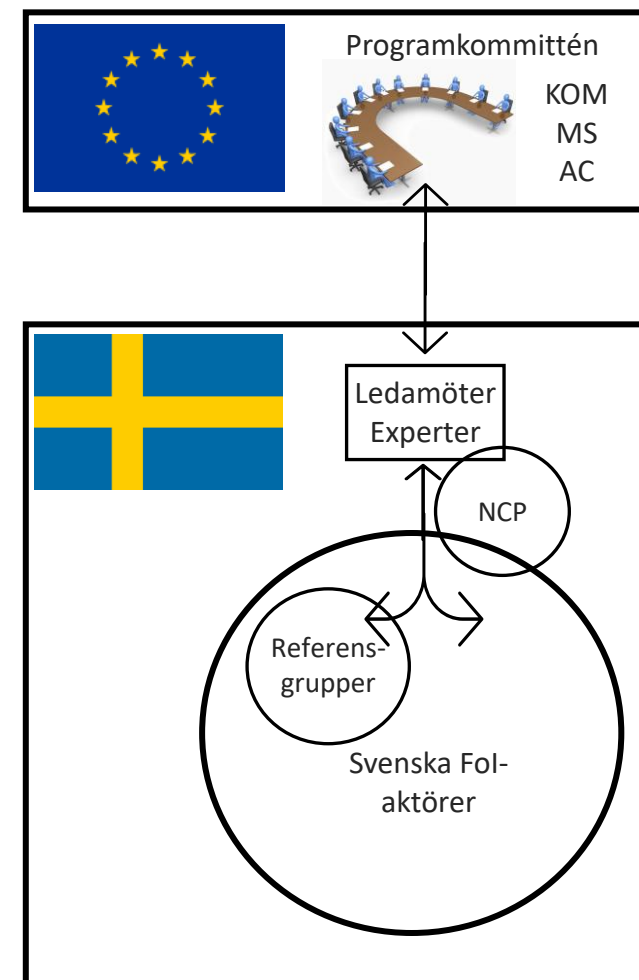 Programkommittén
KOM
MS
AC
Ledamöter
Experter
NCP
Referens-
grupper
Svenska FoI-
aktörer